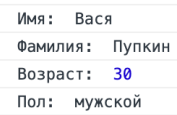 Имя:  Вася
Фамилия:  Пупкин
Возраст:  30
Пол:  мужской